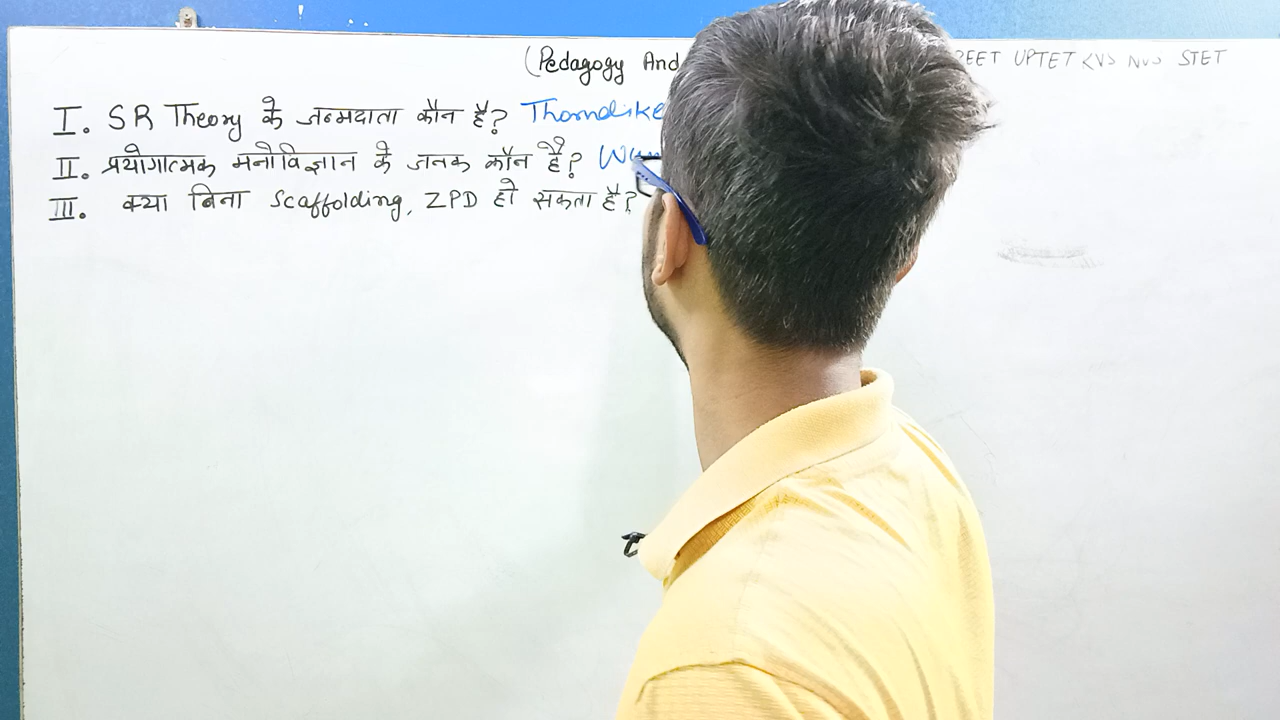 (Pedagogy And REET UPTET KVS NVS STET
I. SR Theory के जन्मदाता कौन है? Thorndike
II. प्रयोगात्मक मनोविज्ञान के जनक कौन है?
III. क्या बिना Scaffolding, ZPD हो सकता है?